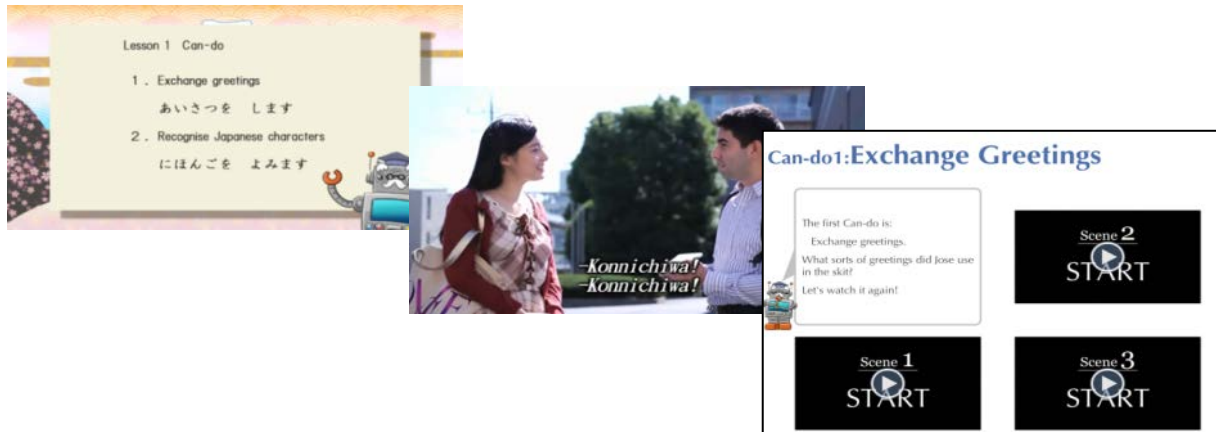 Lesson 1 Can-do
1. Exchange greetings
あいさつを します
2. Recognise Japanese characters
にほんごを よみます
-Konnichiwa!
-Konnichiwa!
Can-do1:Exchange Greetings
The first Can-do is:
Exchange greetings.
What sorts of greetings did Jose use
in the skit?
Let's watch it again!
Scene 2
START
Scene 1
START
Scene 3
START